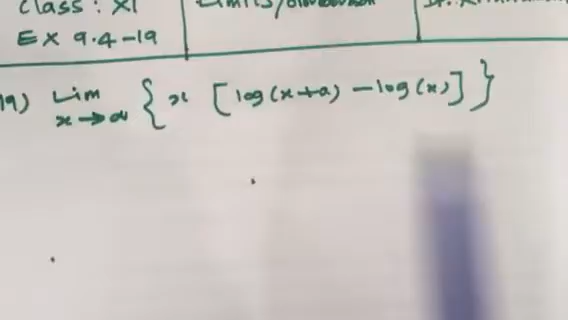 Class: XI
EX 9.4-19
19) Lim x→∞ { x [log(x+a) -log(x)] }